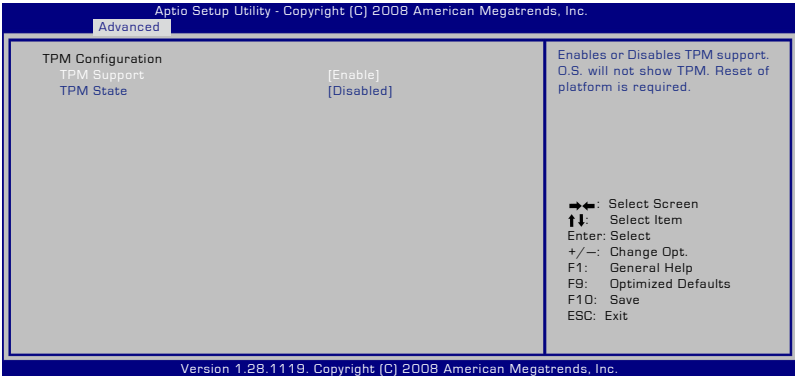 Aptio Setup Utility - Copyright (C) 2008 American Megatrends, Inc.
Advanced
TPM Configuration
TPM Support [Enable]
TPM State [Disabled]
Enables or Disables TPM support.
O.S. will not show TPM. Reset of
platform is required.
➡⬅: Select Screen
⬆⬇: Select Item
Enter: Select
+/—: Change Opt.
F1: General Help
F9: Optimized Defaults
F10: Save
ESC: Exit
Version 1.28.1119. Copyright (C) 2008 American Megatrends, Inc.